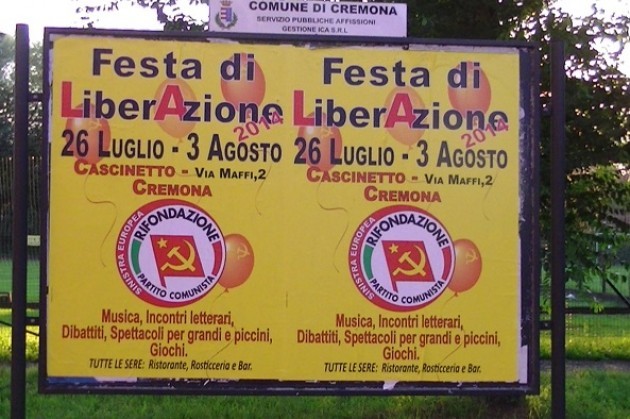 COMUNE DI CREMONA
SERVIZIO PUBBLICHE AFFISSIONI
GESTIONE ICA S.R.L
Festa di
LiberAzione
2014
26 LUGLIO - 3 AGOSTO
CASCINETTO - VIA MAFFI,2
CREMONA
SINISTRA EUROPEA
RIFONDAZIONE
PARTITO COMUNISTA
Musica, Incontri letterari,
Dibattiti, Spettacoli per grandi e piccini,
Giochi.
TUTTE LE SERE: Ristorante, Rosticceria e Bar.
Festa di
LiberAzione
2014
26 LUGLIO - 3 AGOSTO
CASCINETTO - VIA MAFFI,2
CREMONA
SINISTRA EUROPEA
RIFONDAZIONE
PARTITO COMUNISTA
Musica, Incontri letterari,
Dibattiti, Spettacoli per grandi e piccini,
Giochi.
TUTTE LE SERE: Ristorante, Rosticceria e Bar.